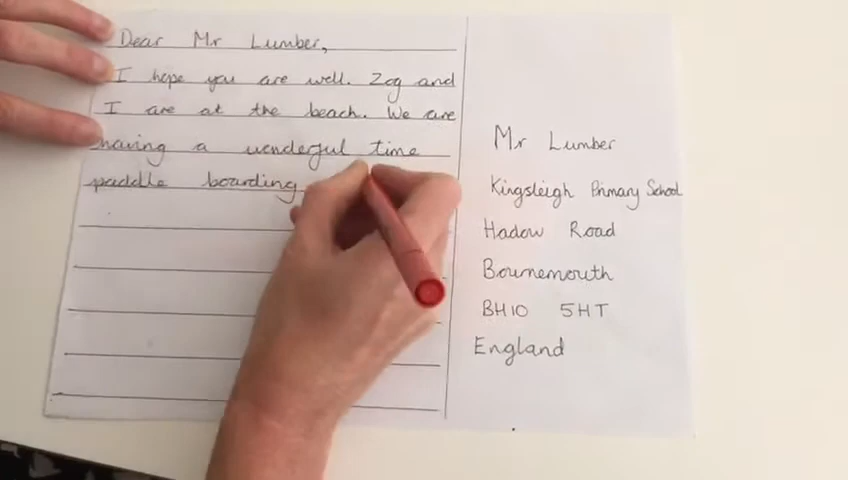 Dear Mr Lumber,
I hope you are well. Zog and
I are at the beach. We are
having a wonderful time
paddle boarding
Mr Lumber
Kingsleigh Primary School
Hadow Road
Bournemouth
BH10 5HT
England